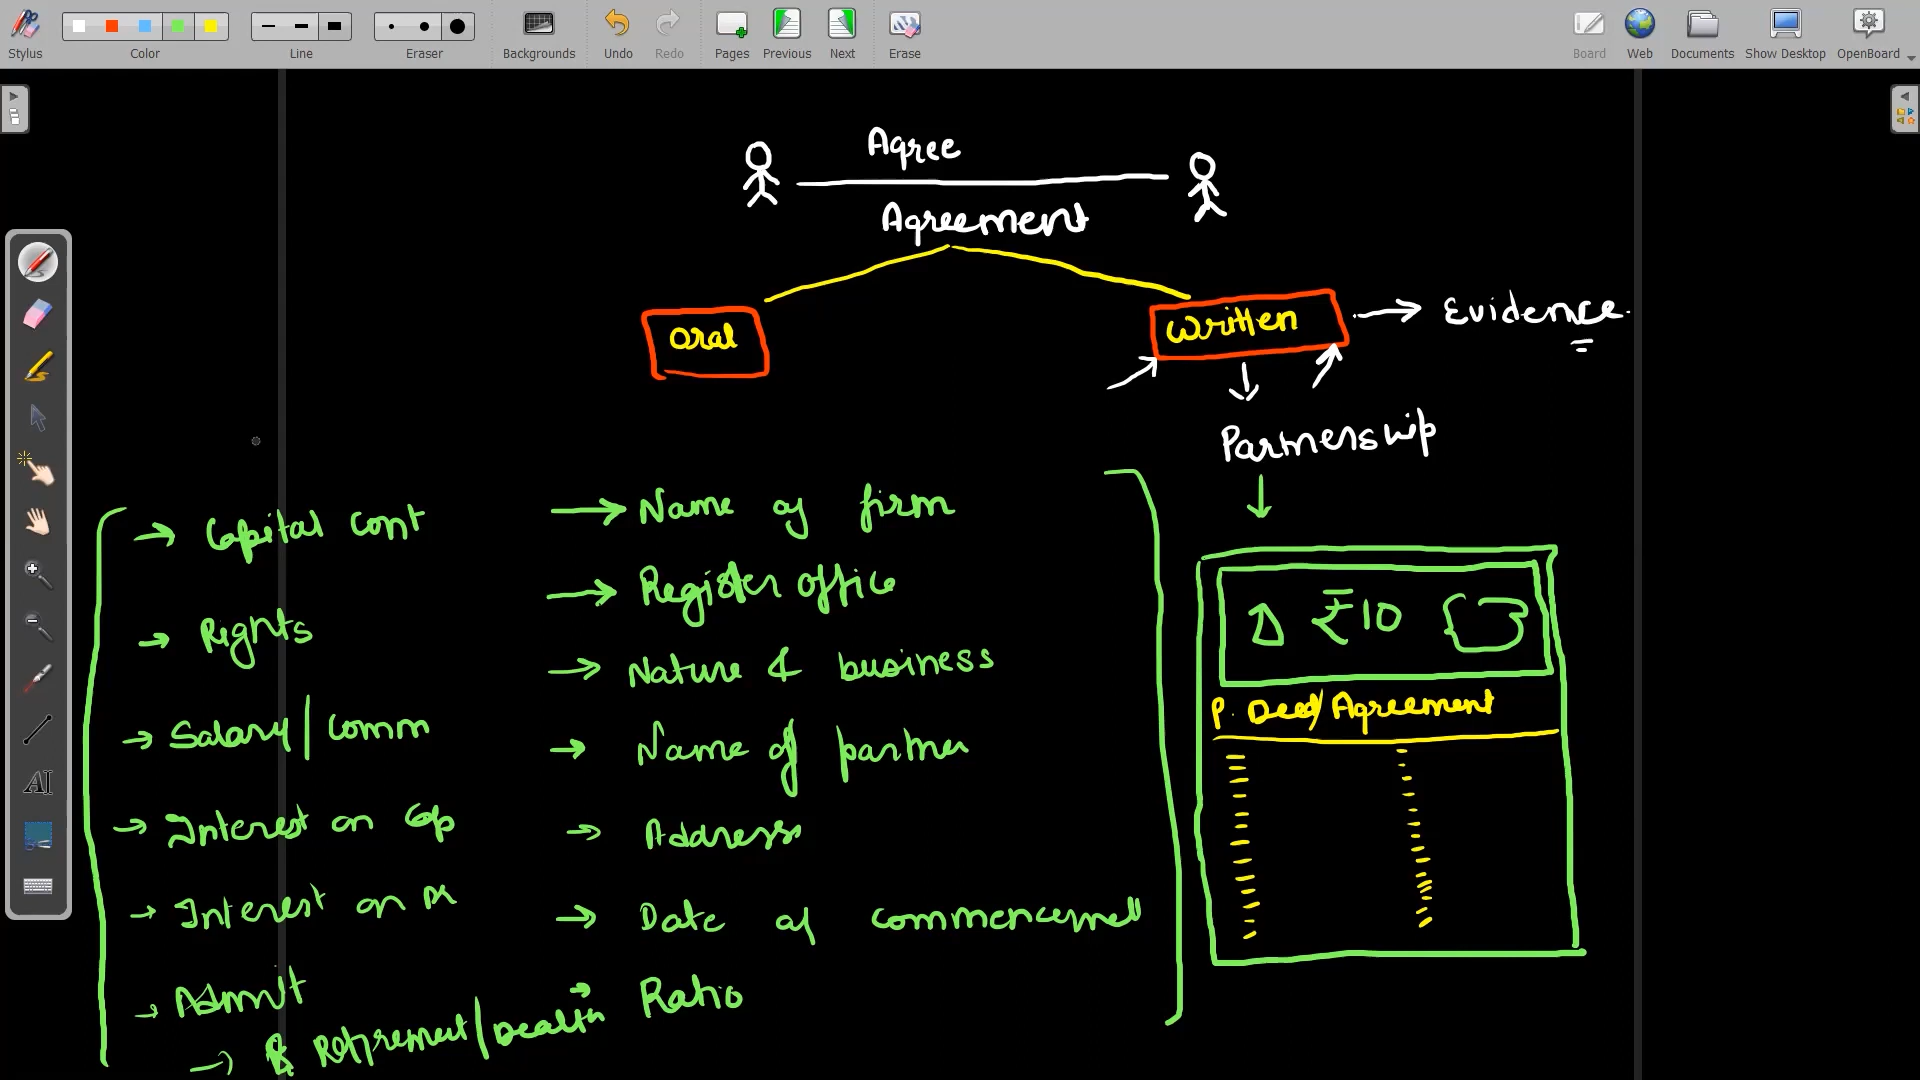 Stylus
Color
Line
Eraser
Backgrounds
Undo
Redo
Pages
Previous
Next
Erase
Board
Web
Documents
Show Desktop
OpenBoard
Agree
Agreement
Oral
Written → Evidence
Partnership
→ Capital cont
→ Rights
→ Salary/comm
→ Interest on Cap
→ Interest on Dr
→ Admit
→ Retirement/Death
→ Name of firm
→ Register office
→ Nature & business
→ Name of partner
→ Address
→ Date of commencement
→ Ratio
₹10
P. Deed/Agreement
AI